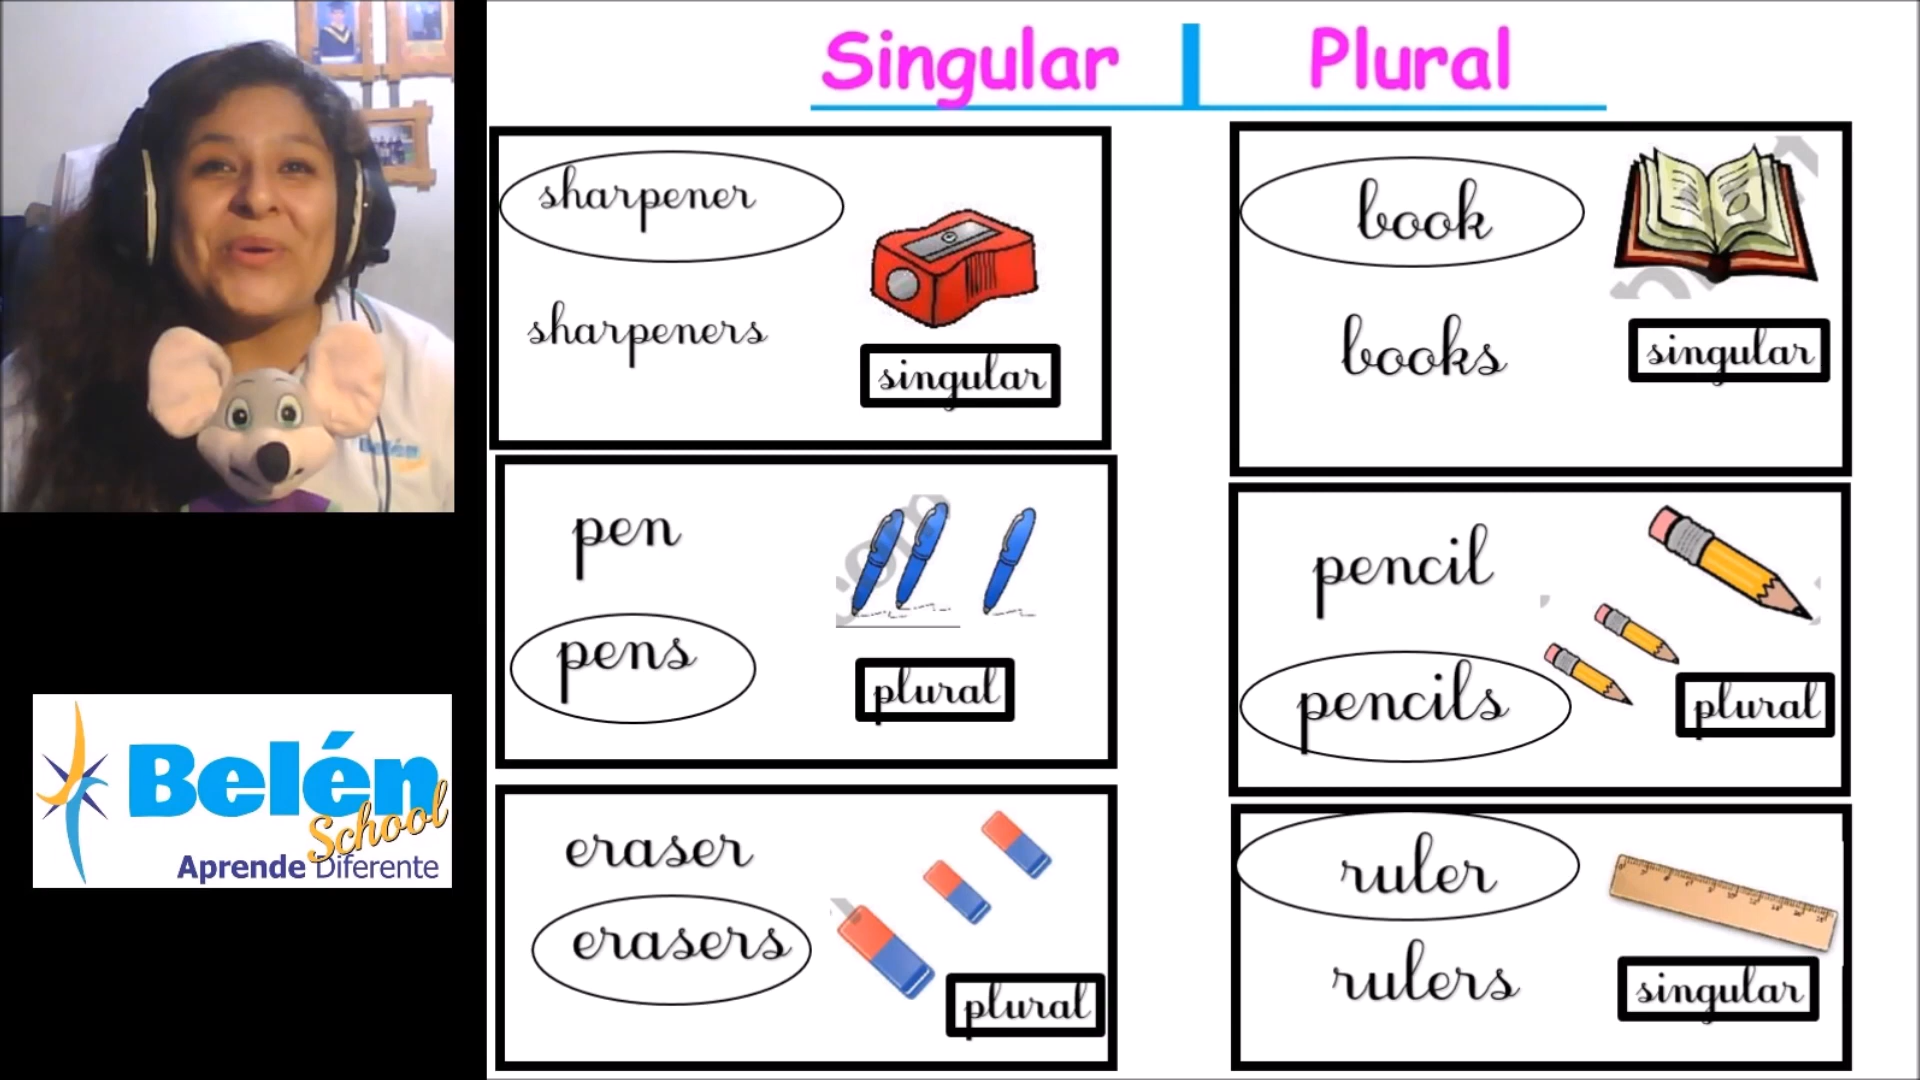 Singular Plural
sharpener
sharpeners
singular
book
books
singular
pen
pens
plural
pencil
pencils
plural
eraser
erasers
plural
ruler
rulers
singular
Belén
Belén
School
Aprende Diferente